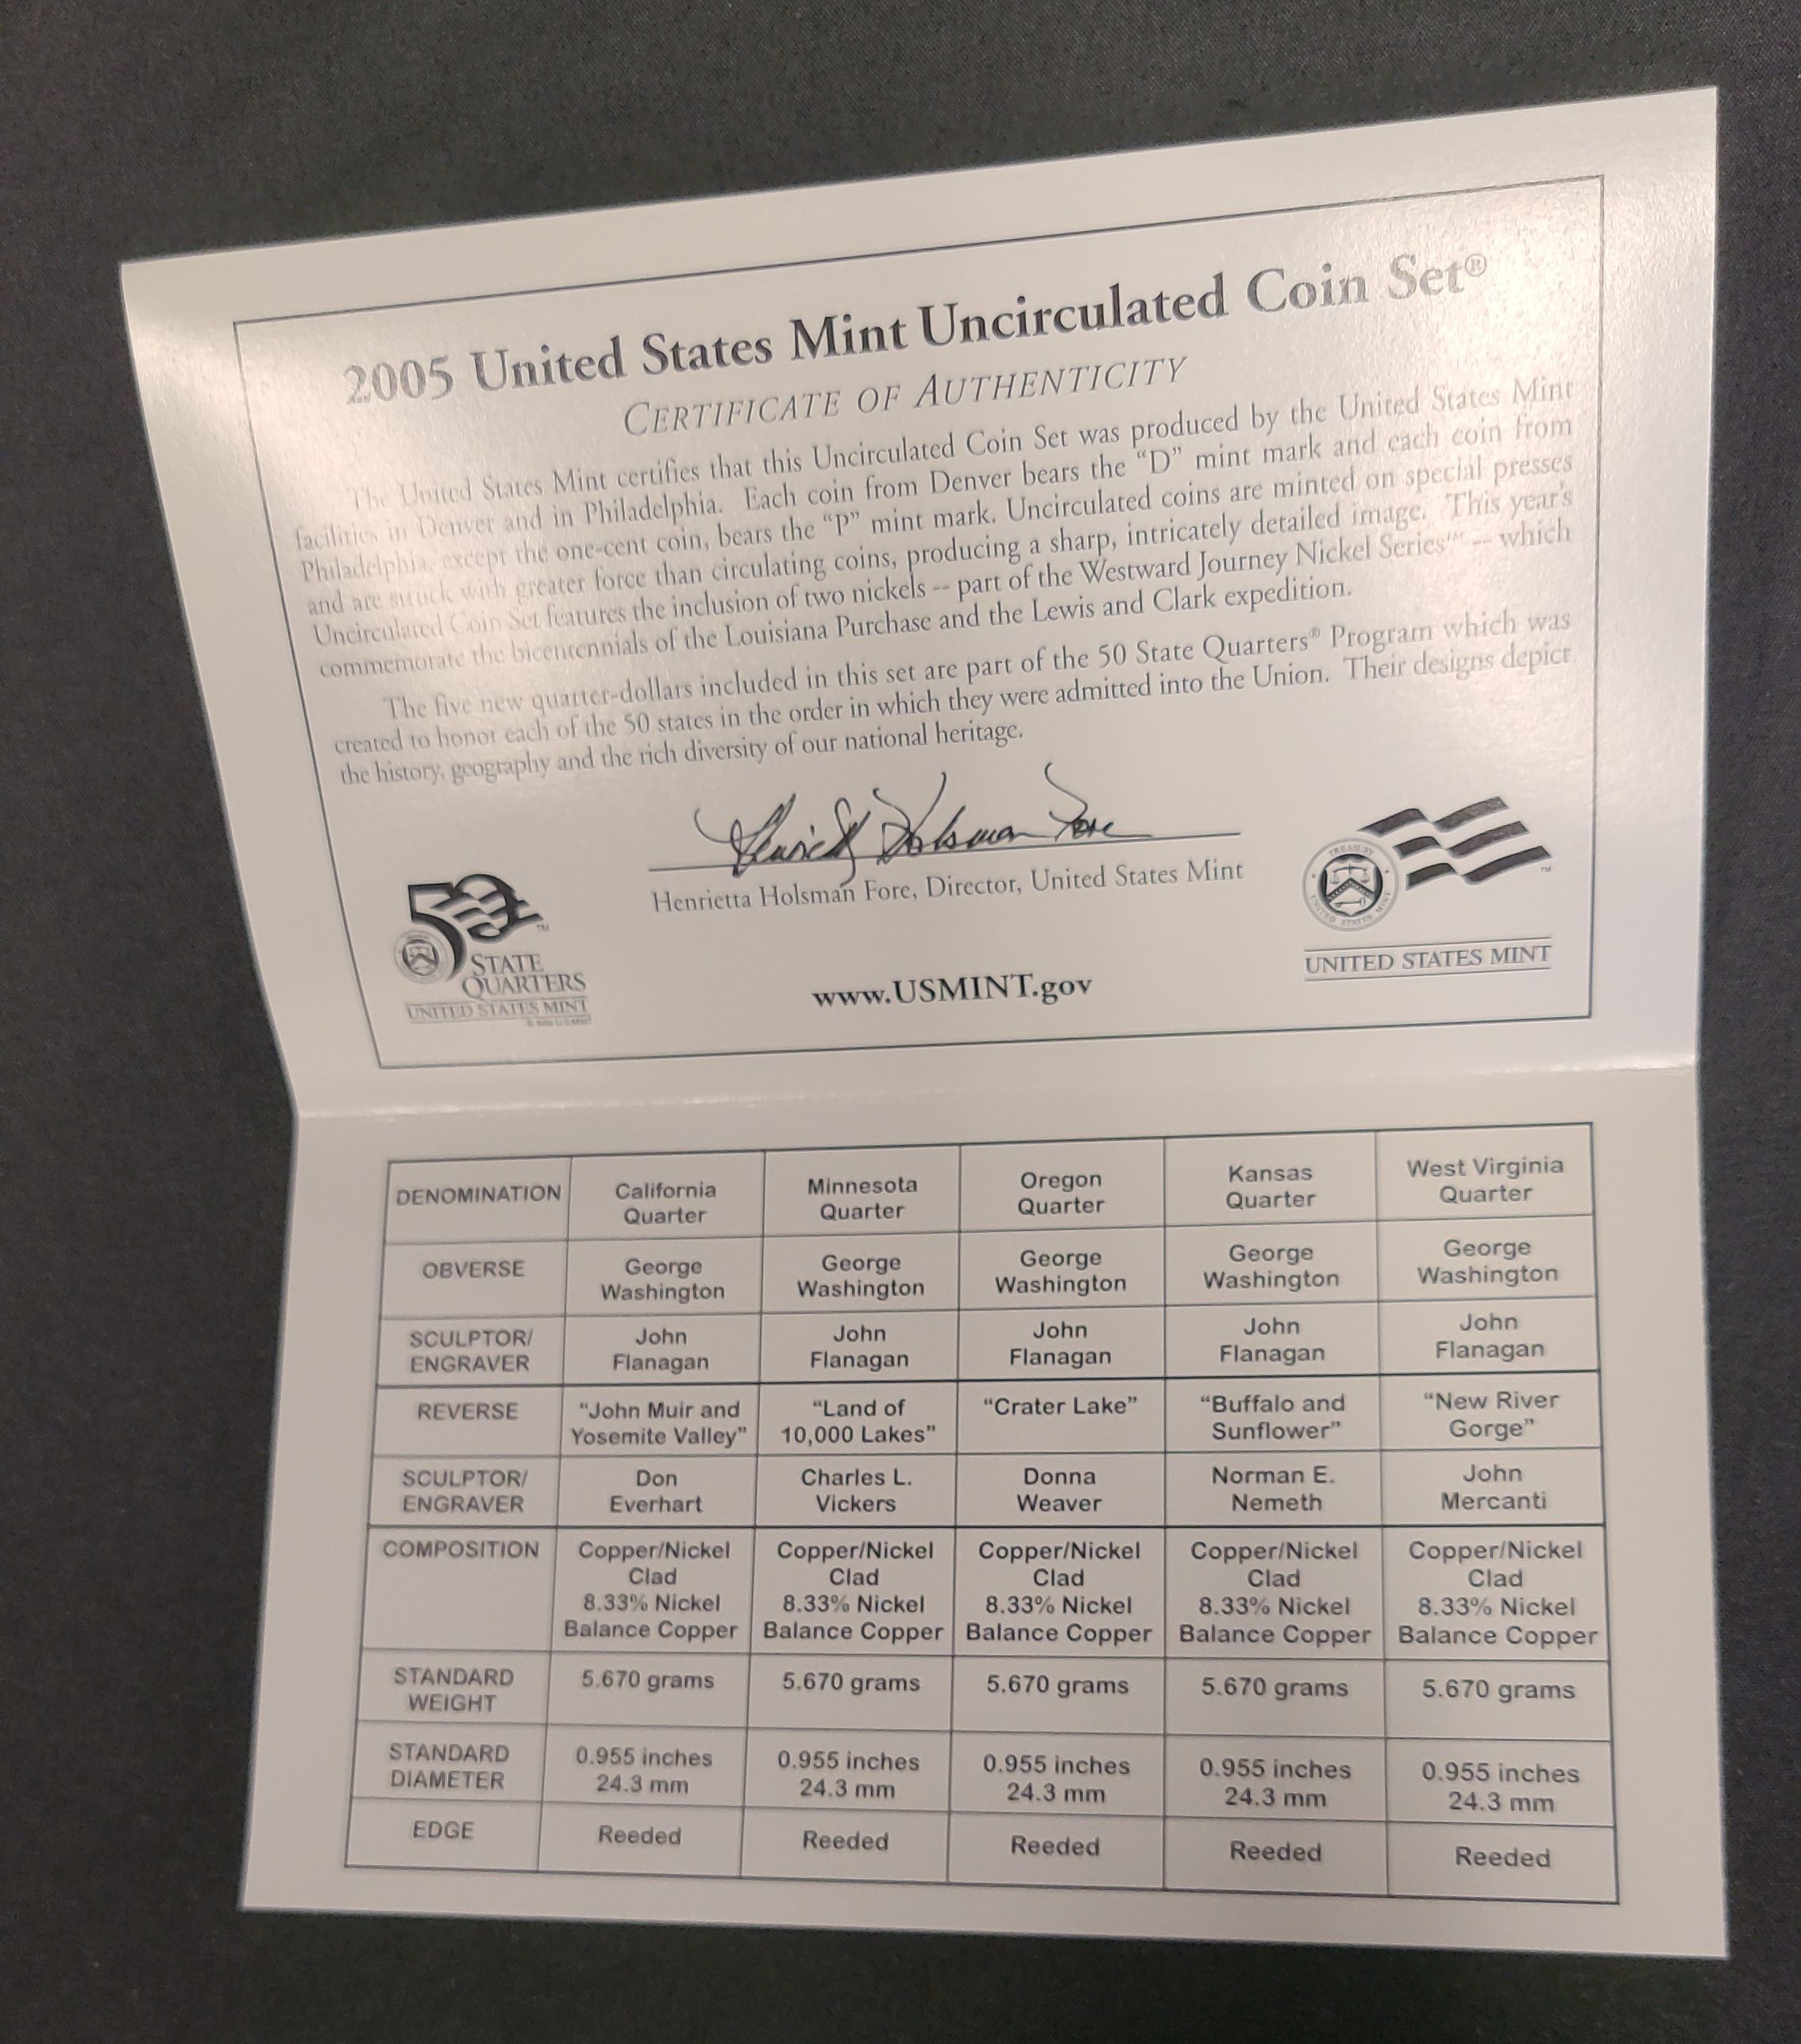 2005 United States Mint Uncirculated Coin Set®
CERTIFICATE OF AUTHENTICITY
The United States Mint certifies that this Uncirculated Coin Set was produced by the United States Mint
facilities in Denver and in Philadelphia. Each coin from Denver bears the “D” mint mark and each coin from
Philadelphia, except the one-cent coin, bears the “P” mint mark. Uncirculated coins are minted on special presses
and are struck with greater force than circulating coins, producing a sharp, intricately detailed image. This year's
Uncirculated Coin Set features the inclusion of two nickels -- part of the Westward Journey Nickel Series℠ -- which
commemorate the bicentennials of the Louisiana Purchase and the Lewis and Clark expedition.
The five new quarter-dollars included in this set are part of the 50 State Quarters® Program which was
created to honor each of the 50 states in the order in which they were admitted into the Union. Their designs depict
the history, geography and the rich diversity of our national heritage.
Henrietta Holsman Fore
Henrietta Holsman Fore, Director, United States Mint
50 ™
STATE
QUARTERS
UNITED STATES MINT
www.USMINT.gov
TREASURY
UNITED STATES MINT
™
UNITED STATES MINT
DENOMINATION California Quarter Minnesota Quarter Oregon Quarter Kansas Quarter West Virginia Quarter
OBVERSE George Washington George Washington George Washington George Washington George Washington
SCULPTOR/ ENGRAVER John Flanagan John Flanagan John Flanagan John Flanagan John Flanagan
REVERSE “John Muir and Yosemite Valley” “Land of 10,000 Lakes” “Crater Lake” “Buffalo and Sunflower” “New River Gorge”
SCULPTOR/ ENGRAVER Don Everhart Charles L. Vickers Donna Weaver Norman E. Nemeth John Mercanti
COMPOSITION Copper/Nickel Clad 8.33% Nickel Balance Copper Copper/Nickel Clad 8.33% Nickel Balance Copper Copper/Nickel Clad 8.33% Nickel Balance Copper Copper/Nickel Clad 8.33% Nickel Balance Copper Copper/Nickel Clad 8.33% Nickel Balance Copper
STANDARD WEIGHT 5.670 grams 5.670 grams 5.670 grams 5.670 grams 5.670 grams
STANDARD DIAMETER 0.955 inches 24.3 mm 0.955 inches 24.3 mm 0.955 inches 24.3 mm 0.955 inches 24.3 mm 0.955 inches 24.3 mm
EDGE Reeded Reeded Reeded Reeded Reeded